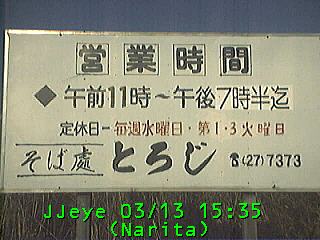 営業時間
◆午前11時～午後7時半迄
定休日ー毎週水曜日・第1・3火曜日
そば處 とろじ ☎(27)7373
JJeye 03/13 15:35
(Narita)